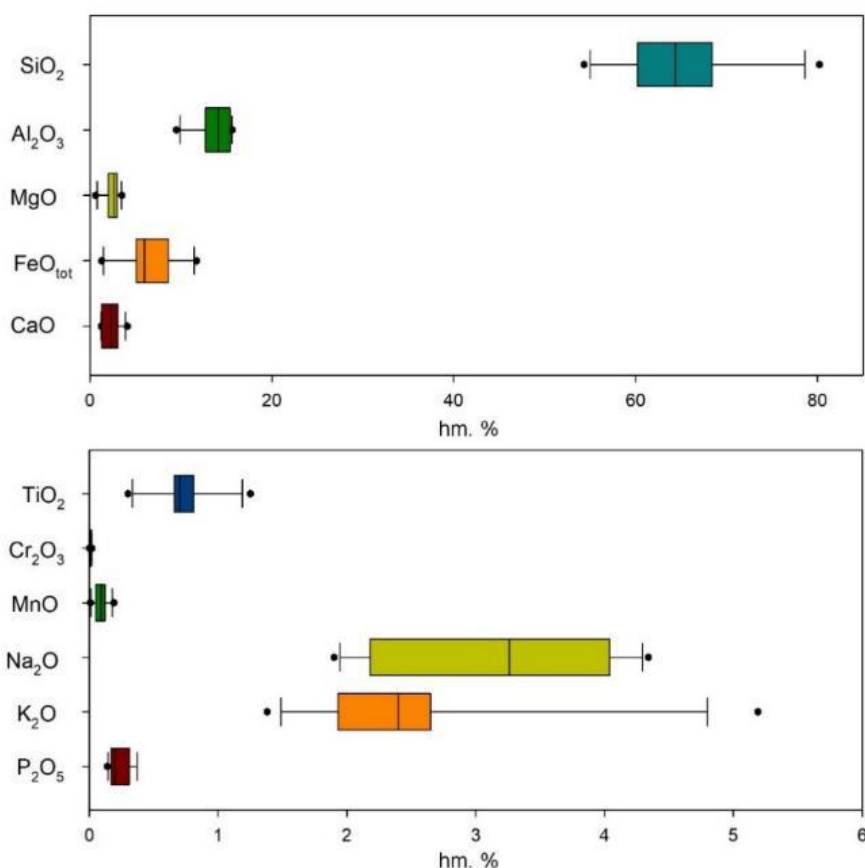 SiO₂
Al₂O₃
MgO
FeOₜₒₜ
CaO
0 20 40 60 80
hm. %
TiO₂
Cr₂O₃
MnO
Na₂O
K₂O
P₂O₅
0 1 2 3 4 5 6
hm. %